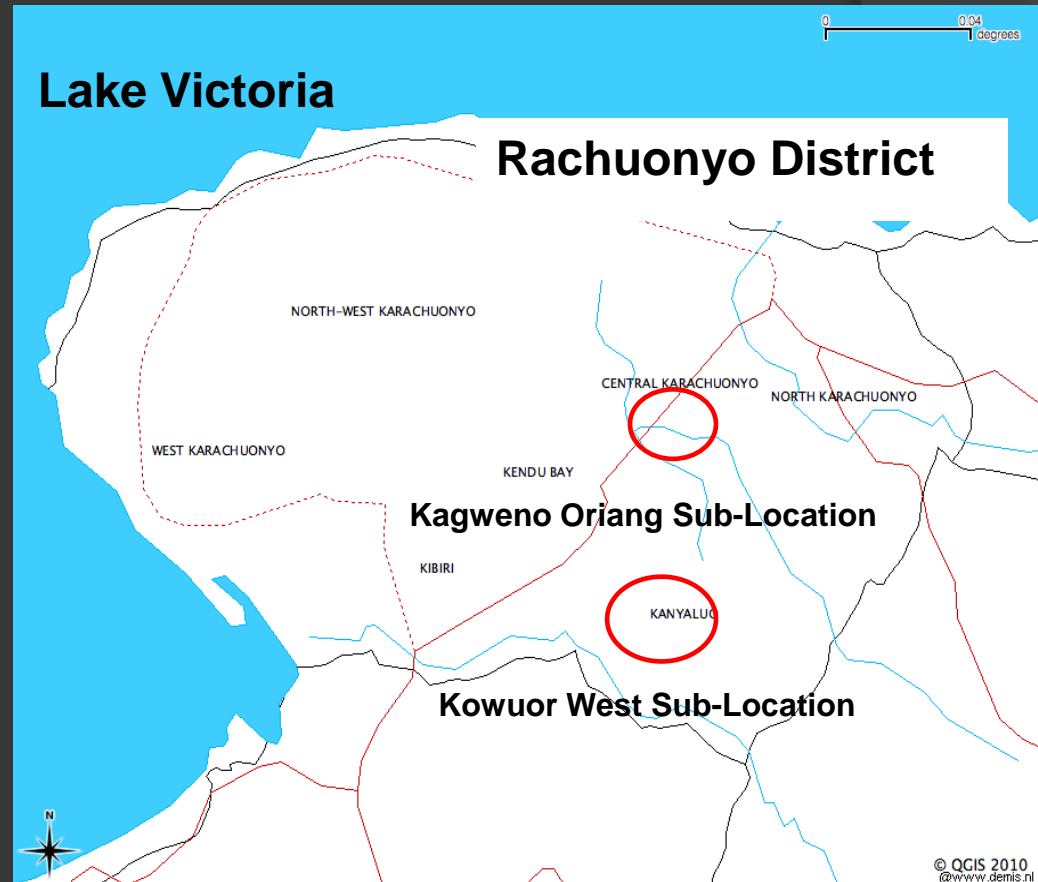 0 0.04
degrees
Lake Victoria
Rachuonyo District
NORTH-WEST KARACHUONYO
CENTRAL KARACHUONYO
NORTH KARACHUONYO
WEST KARACHUONYO
KENDU BAY
Kagweno Oriang Sub-Location
KIBIRI
KANYALUO
Kowuor West Sub-Location
N
© QGIS 2010
@www.demis.nl